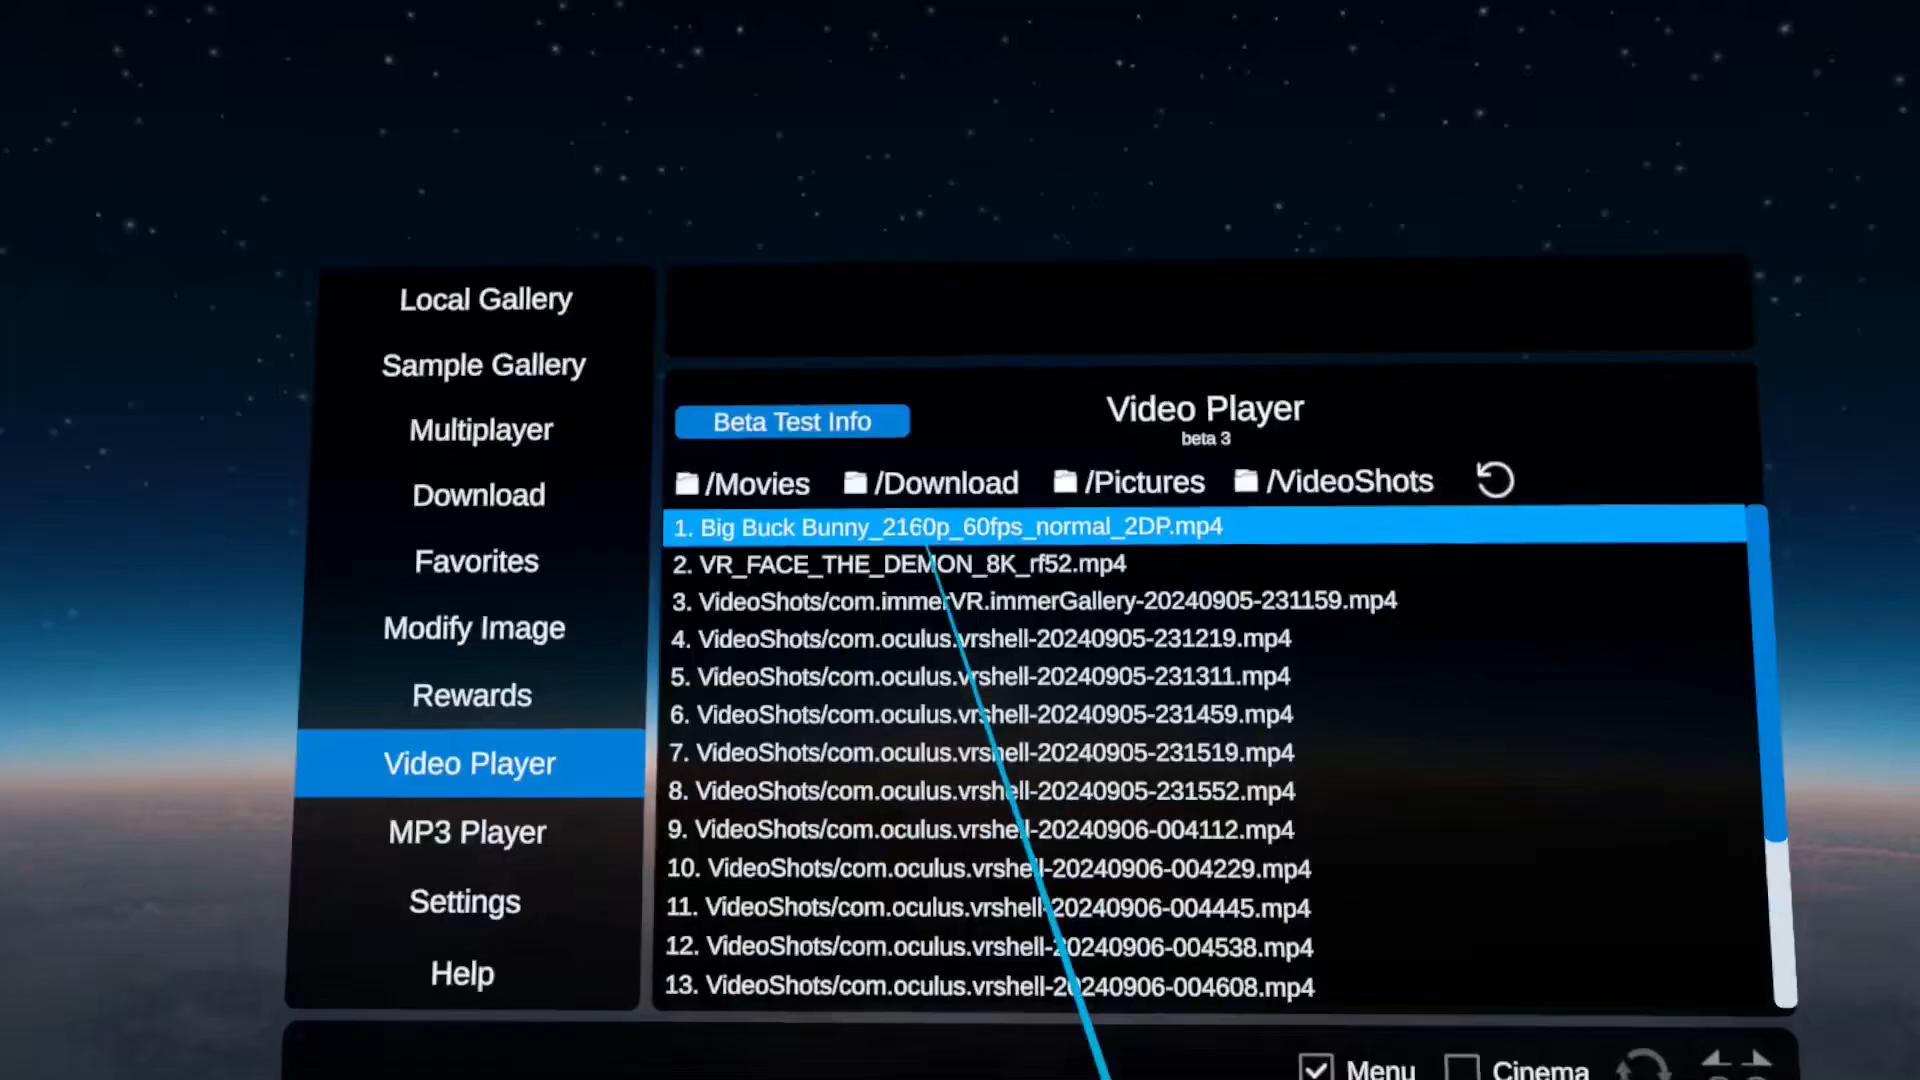 Local Gallery
Sample Gallery
Multiplayer
Download
Favorites
Modify Image
Rewards
Video Player
MP3 Player
Settings
Help
Beta Test Info
Video Player
beta 3
/Movies /Download /Pictures /VideoShots
1. Big Buck Bunny_2160p_60fps_normal_2DP.mp4
2. VR_FACE_THE_DEMON_8K_rf52.mp4
3. VideoShots/com.immerVR.immerGallery-20240905-231159.mp4
4. VideoShots/com.oculus.vrshell-20240905-231219.mp4
5. VideoShots/com.oculus.vrshell-20240905-231311.mp4
6. VideoShots/com.oculus.vrshell-20240905-231459.mp4
7. VideoShots/com.oculus.vrshell-20240905-231519.mp4
8. VideoShots/com.oculus.vrshell-20240905-231552.mp4
9. VideoShots/com.oculus.vrshell-20240906-004112.mp4
10. VideoShots/com.oculus.vrshell-20240906-004229.mp4
11. VideoShots/com.oculus.vrshell-20240906-004445.mp4
12. VideoShots/com.oculus.vrshell-20240906-004538.mp4
13. VideoShots/com.oculus.vrshell-20240906-004608.mp4
Menu Cinema